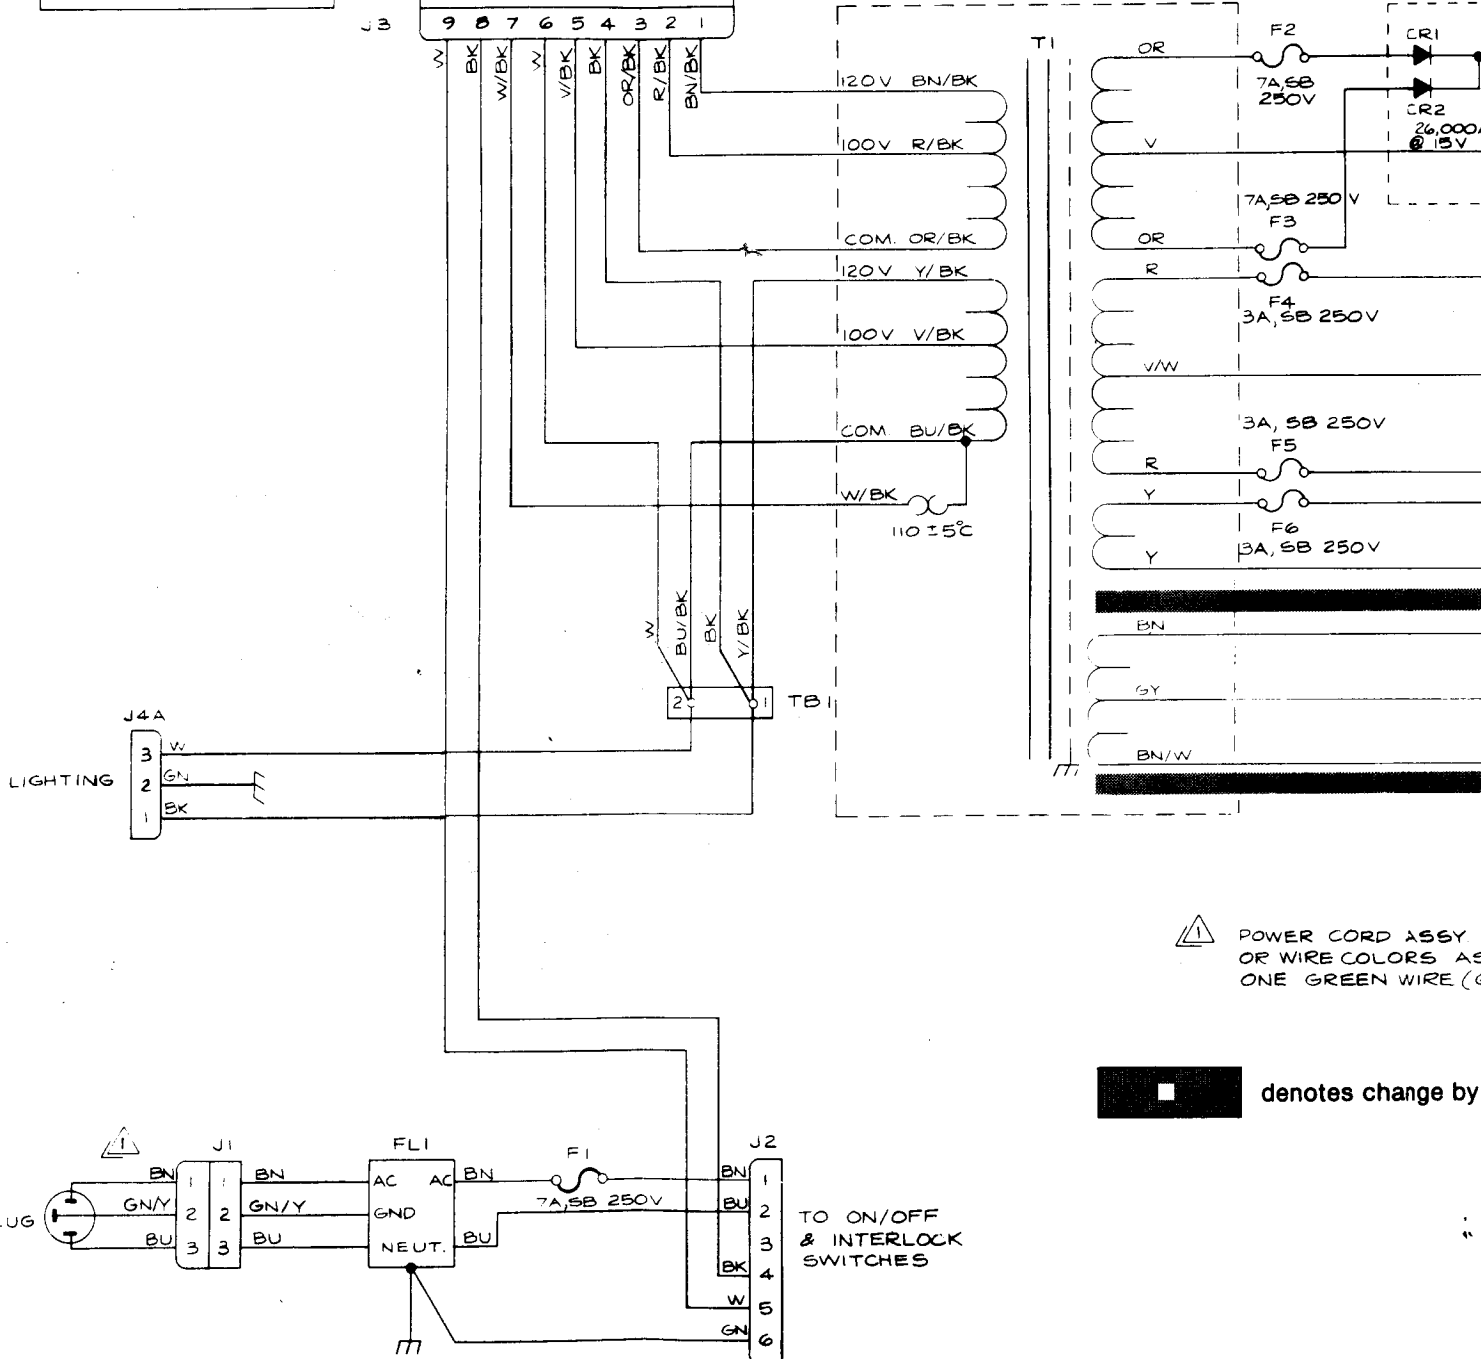 J3 9 8 7 6 5 4 3 2 1
W BK W/BK W V/BK BK OR/BK R/BK BN/BK
T1
120V BN/BK
100V R/BK
COM. OR/BK
120V Y/BK
100V V/BK
COM. BU/BK
W/BK
110 ± 5°C
OR
V
OR
R
V/W
R
Y
Y
BN
GY
BN/W
F2
7A,SB
250V
CR1
CR2
26,000
@ 15V
7A,SB 250V
F3
F4
3A, SB 250V
3A, SB 250V
F5
F6
3A, SB 250V
W BU/BK BK Y/BK
2 1 TB1
J4A
LIGHTING
3 W
2 GN
1 BK
1 POWER CORD ASSY
OR WIRE COLORS AS
ONE GREEN WIRE (
denotes change by
1
J1
BN 1 1 BN
GN/Y 2 2 GN/Y
BU 3 3 BU
LUG
FL1
AC AC BN
GND
NEUT. BU
F1
7A,SB 250V
J2
BN 1
BU 2
3
BK 4
W 5
GN 6
TO ON/OFF
& INTERLOCK
SWITCHES